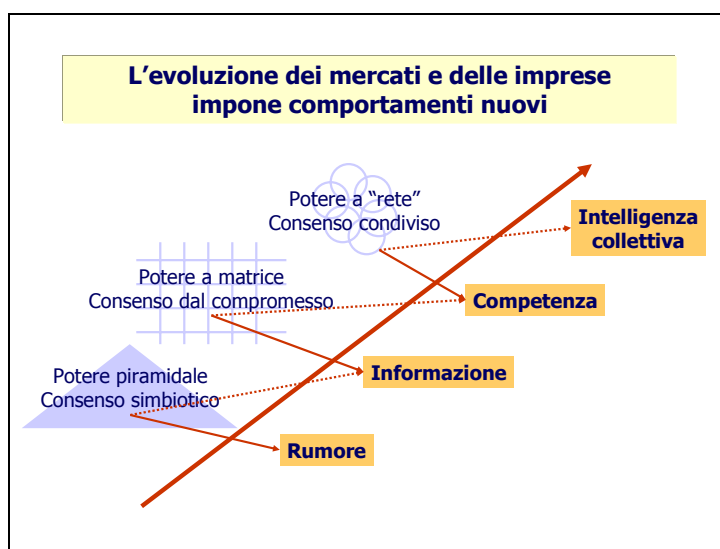 L’evoluzione dei mercati e delle imprese
impone comportamenti nuovi
Potere a “rete”
Consenso condiviso
Intelligenza
collettiva
Potere a matrice
Consenso dal compromesso
Competenza
Potere piramidale
Consenso simbiotico
Informazione
Rumore